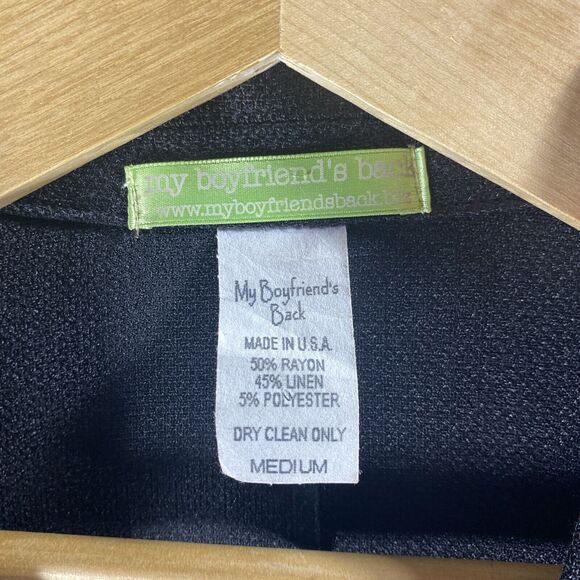 my boyfriend's back
www.myboyfriendsback.biz
My Boyfriend's
Back
MADE IN U.S.A.
50% RAYON
45% LINEN
5% POLYESTER
DRY CLEAN ONLY
MEDIUM